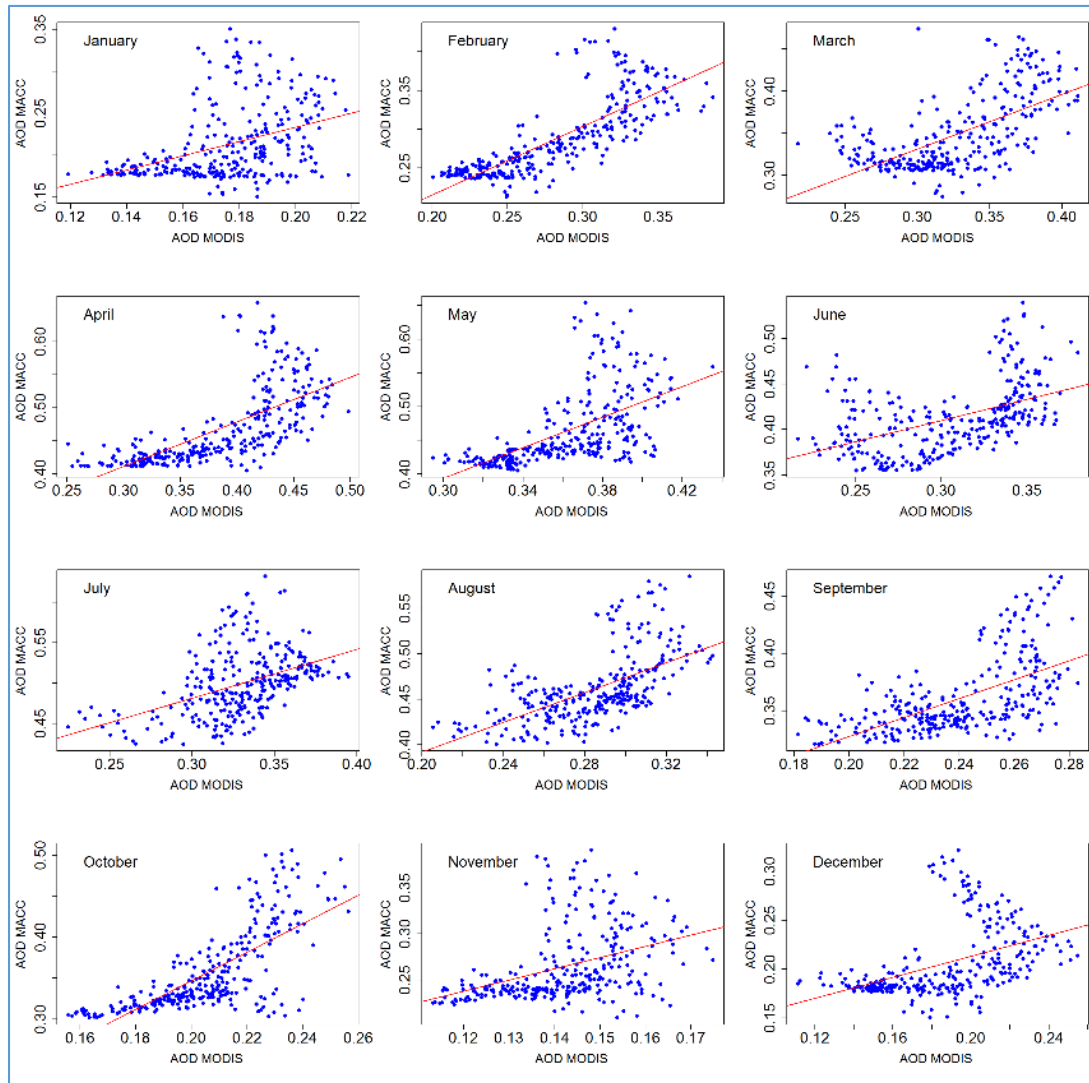 January
AOD MACC
0.15 0.25 0.35
0.12 0.14 0.16 0.18 0.20 0.22
AOD MODIS
February
AOD MACC
0.25 0.35
0.20 0.25 0.30 0.35
AOD MODIS
March
AOD MACC
0.30 0.40
0.25 0.30 0.35 0.40
AOD MODIS
April
AOD MACC
0.40 0.50 0.60
0.25 0.30 0.35 0.40 0.45 0.50
AOD MODIS
May
AOD MACC
0.40 0.50 0.60
0.30 0.34 0.38 0.42
AOD MODIS
June
AOD MACC
0.35 0.40 0.45 0.50
0.25 0.30 0.35
AOD MODIS
July
AOD MACC
0.45 0.55
0.25 0.30 0.35 0.40
AOD MODIS
August
AOD MACC
0.40 0.45 0.50 0.55
0.20 0.24 0.28 0.32
AOD MODIS
September
AOD MACC
0.35 0.40 0.45
0.18 0.20 0.22 0.24 0.26 0.28
AOD MODIS
October
AOD MACC
0.30 0.40 0.50
0.16 0.18 0.20 0.22 0.24 0.26
AOD MODIS
November
AOD MACC
0.25 0.30 0.35
0.12 0.13 0.14 0.15 0.16 0.17
AOD MODIS
December
AOD MACC
0.15 0.20 0.25 0.30
0.12 0.16 0.20 0.24
AOD MODIS